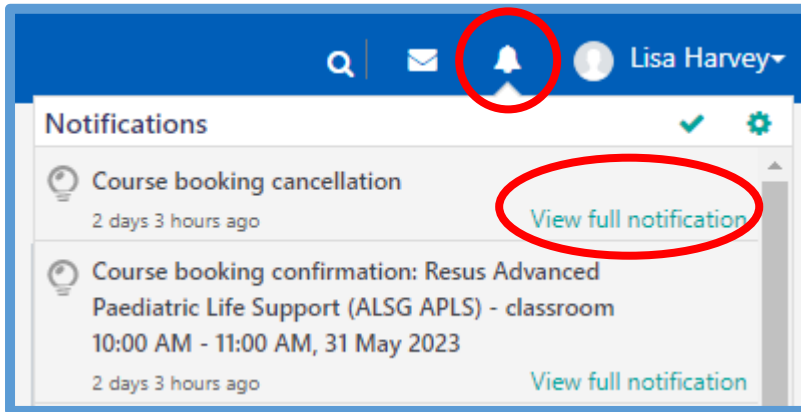 Lisa Harvey
Notifications
Course booking cancellation
2 days 3 hours ago View full notification
Course booking confirmation: Resus Advanced
Paediatric Life Support (ALSG APLS) - classroom
10:00 AM - 11:00 AM, 31 May 2023
2 days 3 hours ago View full notification